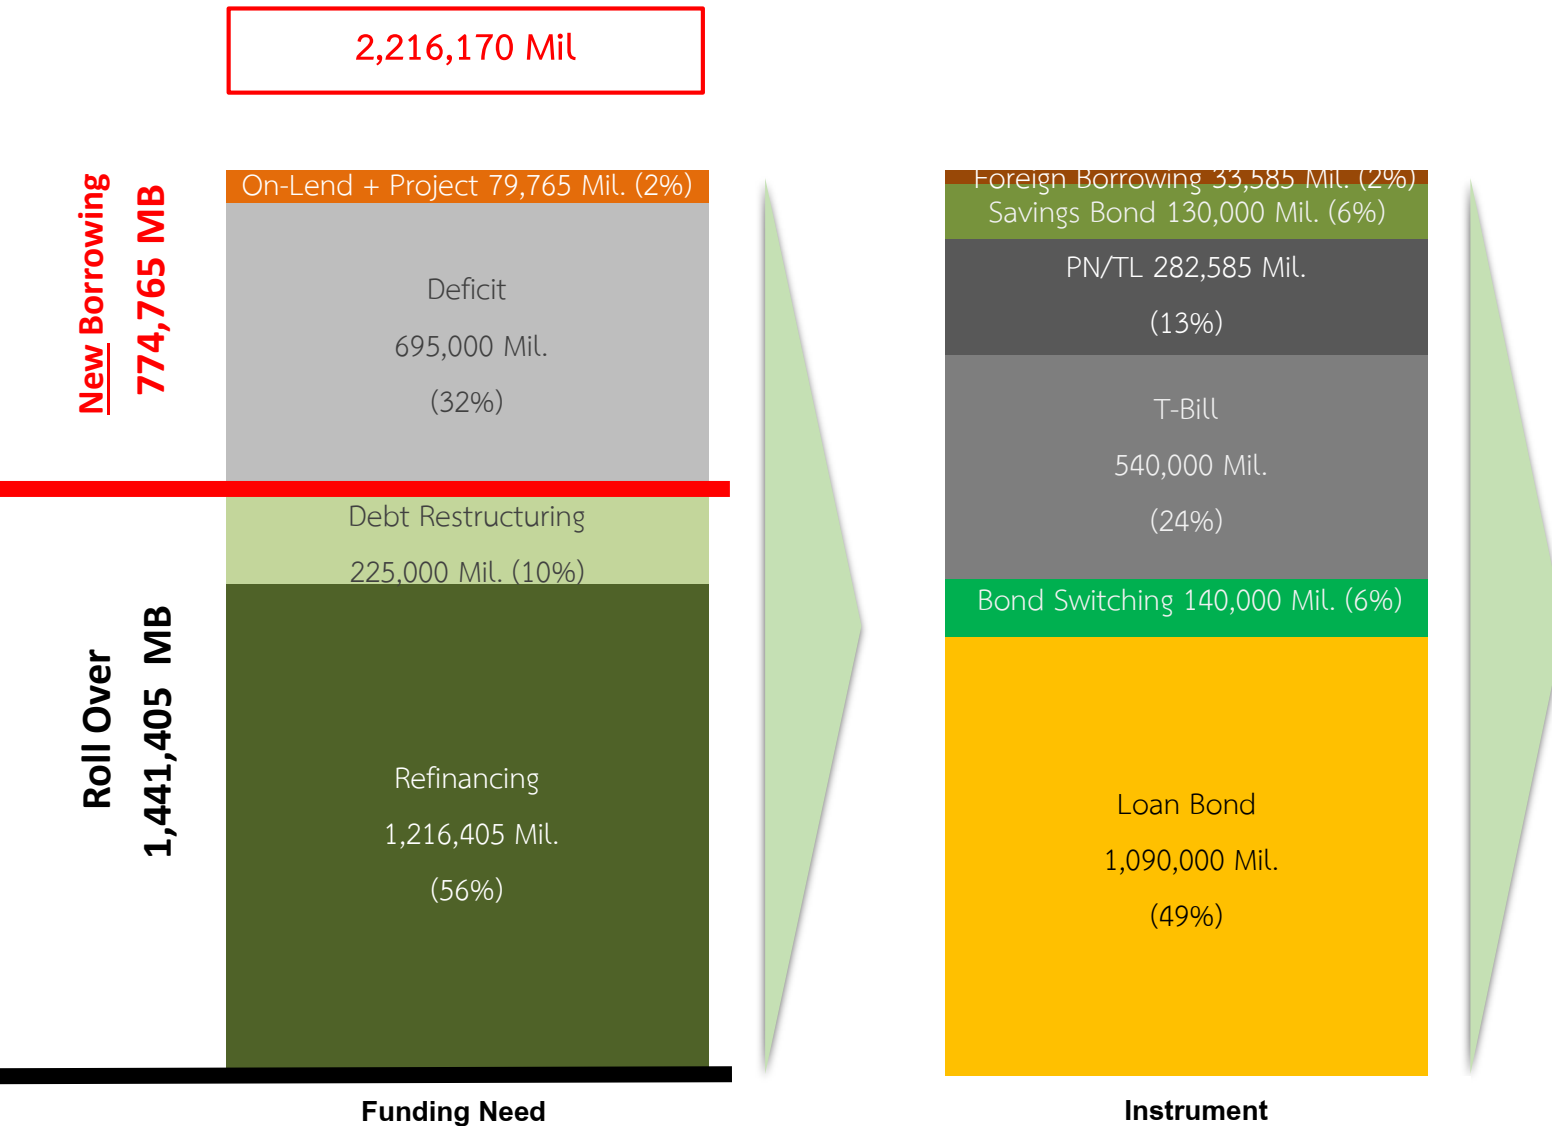 2,216,170 Mil
New Borrowing
774,765 MB
Roll Over
1,441,405 MB
On-Lend + Project 79,765 Mil. (2%)
Deficit
695,000 Mil.
(32%)
Debt Restructuring
225,000 Mil. (10%)
Refinancing
1,216,405 Mil.
(56%)
Funding Need
Foreign Borrowing 33,585 Mil. (2%)
Savings Bond 130,000 Mil. (6%)
PN/TL 282,585 Mil.
(13%)
T-Bill
540,000 Mil.
(24%)
Bond Switching 140,000 Mil. (6%)
Loan Bond
1,090,000 Mil.
(49%)
Instrument